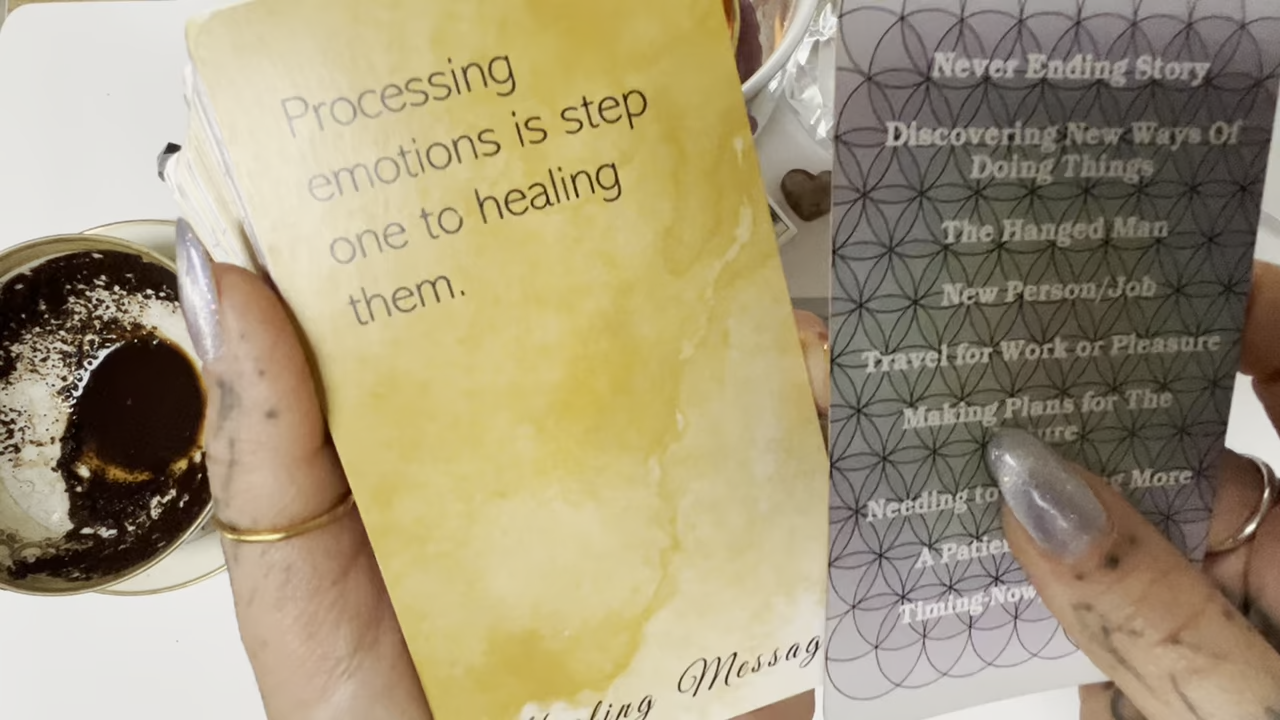 Processing
emotions is step
one to healing
them.
Messag
Never Ending Story
Discovering New Ways Of
Doing Things
The Hanged Man
New Person/Job
Travel for Work or Pleasure
Making Plans for The
Needing to More
A
Timing-Now